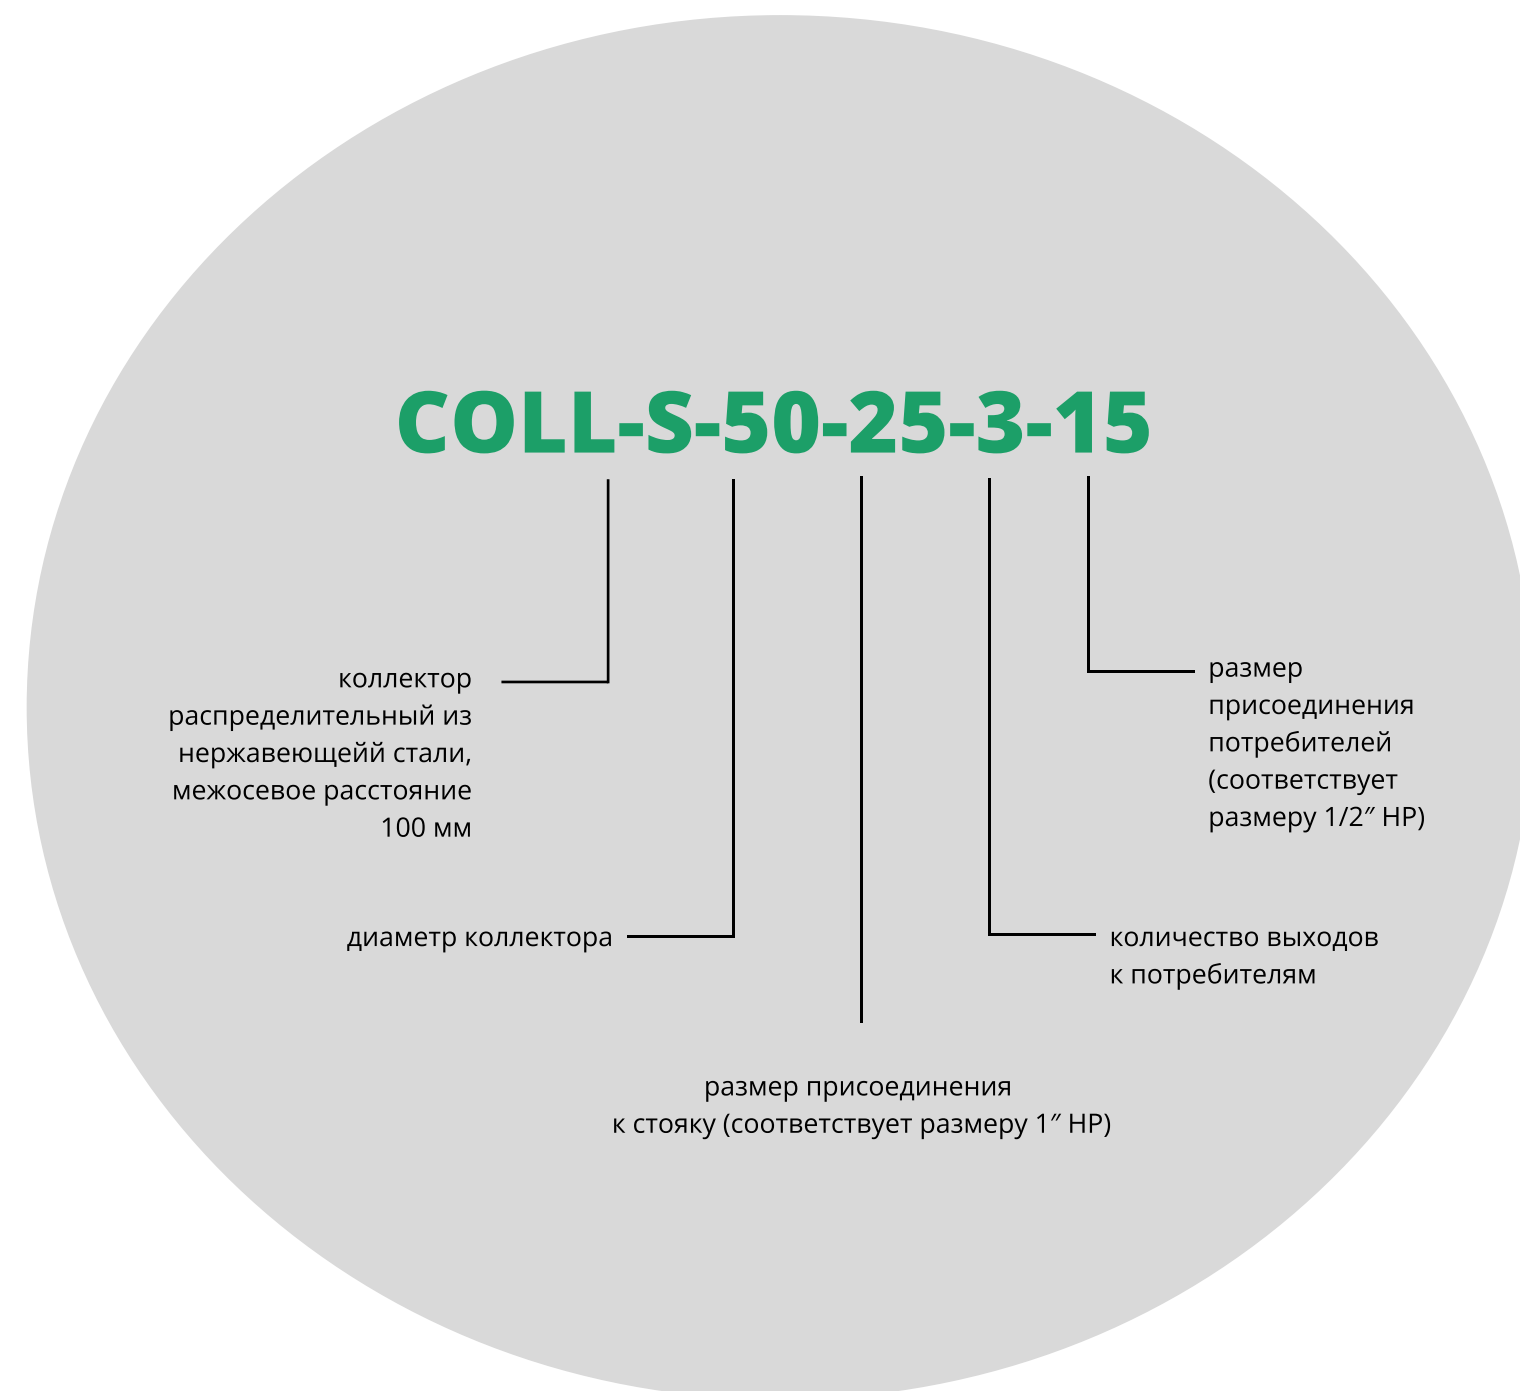 COLL-S-50-25-3-15
коллектор
распределительный из
нержавеющейй стали,
межосевое расстояние
100 мм
размер
присоединения
потребителей
(соответствует
размеру 1/2″ НР)
диаметр коллектора
количество выходов
к потребителям
размер присоединения
к стояку (соответствует размеру 1″ НР)